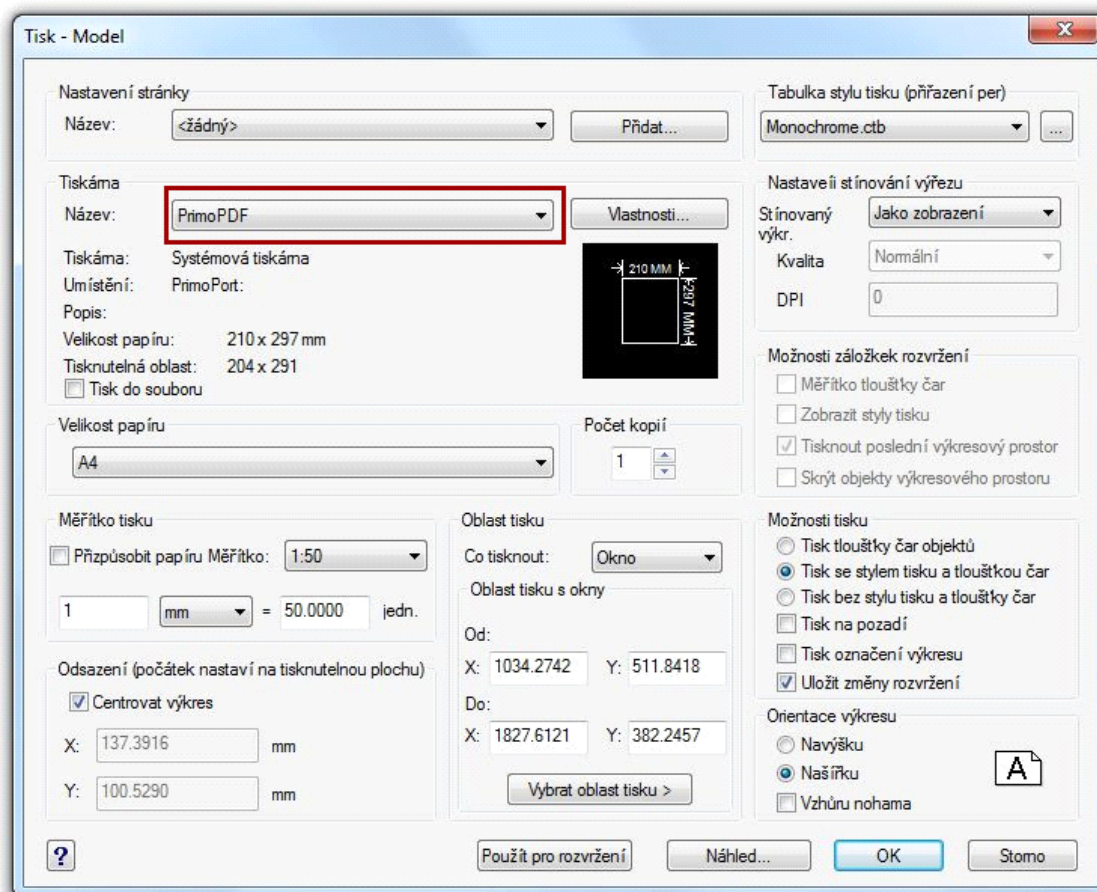 Tisk - Model
Nastavení stránky
Název: <žádný> Přidat...
Tabulka stylu tisku (přiřazení per)
Monochrome.ctb ...
Tiskárna
Název: PrimoPDF Vlastnosti...
Tiskárna: Systémová tiskárna
Umístění: PrimoPort:
Popis:
Velikost papíru: 210 x 297 mm
Tisknutelná oblast: 204 x 291
Tisk do souboru
210 MM
297 MM
Nastaveíi stínování výřezu
Stínovaný výkr. Jako zobrazení
Kvalita Normální
DPI 0
Možnosti záložkek rozvržení
Měřítko tloušťky čar
Zobrazit styly tisku
Tisknout poslední výkresový prostor
Skrýt objekty výkresového prostoru
Velikost papíru
A4
Počet kopií
1
Měřítko tisku
Přizpůsobit papíru Měřítko: 1:50
1 mm = 50.0000 jedn.
Odsazení (počátek nastaví na tisknutelnou plochu)
Centrovat výkres
X: 137.3916 mm
Y: 100.5290 mm
Oblast tisku
Co tisknout: Okno
Oblast tisku s okny
Od:
X: 1034.2742 Y: 511.8418
Do:
X: 1827.6121 Y: 382.2457
Vybrat oblast tisku >
Možnosti tisku
Tisk tloušťky čar objektů
Tisk se stylem tisku a tloušťkou čar
Tisk bez stylu tisku a tloušťky čar
Tisk na pozadí
Tisk označení výkresu
Uložit změny rozvržení
Orientace výkresu
Navýšku
Našířku
Vzhůru nohama
A
? Použít pro rozvržení Náhled... OK Storno